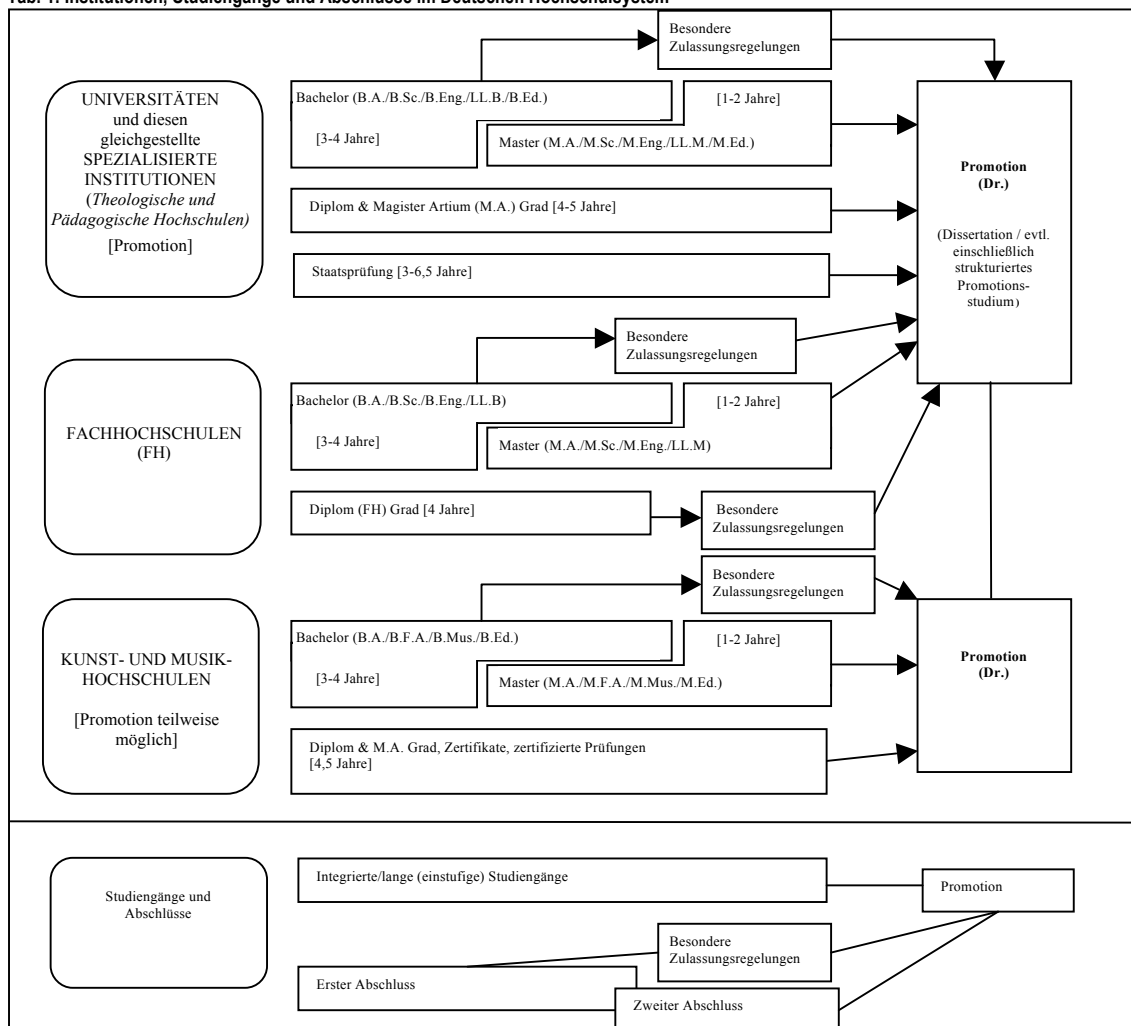 Tab. 1: Institutionen, Studiengänge und Abschlüsse im Deutschen Hochschulsystem
Besondere
Zulassungsregelungen
UNIVERSITÄTEN
und diesen
gleichgestellte
SPEZIALISIERTE
INSTITUTIONEN
(Theologische und
Pädagogische Hochschulen)
[Promotion]
Bachelor (B.A./B.Sc./B.Eng./LL.B./B.Ed.)
[3-4 Jahre]
[1-2 Jahre]
Master (M.A./M.Sc./M.Eng./LL.M./M.Ed.)
Diplom & Magister Artium (M.A.) Grad [4-5 Jahre]
Staatsprüfung [3-6,5 Jahre]
Promotion
(Dr.)
(Dissertation / evtl.
einschließlich
strukturiertes
Promotions-
studium)
FACHHOCHSCHULEN
(FH)
Besondere
Zulassungsregelungen
Bachelor (B.A./B.Sc./B.Eng./LL.B)
[3-4 Jahre]
[1-2 Jahre]
Master (M.A./M.Sc./M.Eng./LL.M)
Diplom (FH) Grad [4 Jahre]
Besondere
Zulassungsregelungen
KUNST- UND MUSIK-
HOCHSCHULEN
[Promotion teilweise
möglich]
Besondere
Zulassungsregelungen
Bachelor (B.A./B.F.A./B.Mus./B.Ed.)
[3-4 Jahre]
[1-2 Jahre]
Master (M.A./M.F.A./M.Mus./M.Ed.)
Diplom & M.A. Grad, Zertifikate, zertifizierte Prüfungen
[4,5 Jahre]
Promotion
(Dr.)
Studiengänge und
Abschlüsse
Integrierte/lange (einstufige) Studiengänge
Promotion
Besondere
Zulassungsregelungen
Erster Abschluss
Zweiter Abschluss